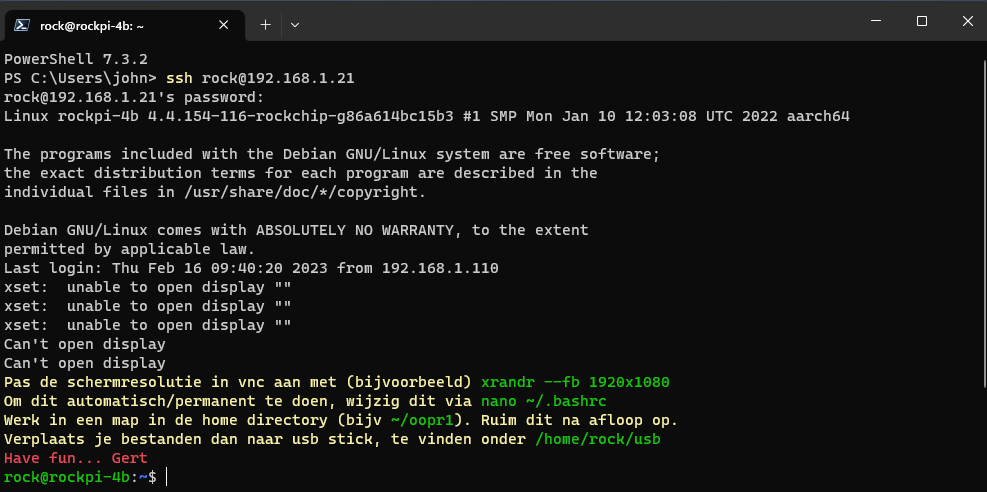 rock@rockpi-4b: ~
PowerShell 7.3.2
PS C:\Users\john> ssh rock@192.168.1.21
rock@192.168.1.21's password:
Linux rockpi-4b 4.4.154-116-rockchip-g86a614bc15b3 #1 SMP Mon Jan 10 12:03:08 UTC 2022 aarch64

The programs included with the Debian GNU/Linux system are free software;
the exact distribution terms for each program are described in the
individual files in /usr/share/doc/*/copyright.

Debian GNU/Linux comes with ABSOLUTELY NO WARRANTY, to the extent
permitted by applicable law.
Last login: Thu Feb 16 09:40:20 2023 from 192.168.1.110
xset:  unable to open display ""
xset:  unable to open display ""
xset:  unable to open display ""
Can't open display
Can't open display
Pas de schermresolutie in vnc aan met (bijvoorbeeld) xrandr --fb 1920x1080
Om dit automatisch/permanent te doen, wijzig dit via nano ~/.bashrc
Werk in een map in de home directory (bijv ~/oopr1). Ruim dit na afloop op.
Verplaats je bestanden dan naar usb stick, te vinden onder /home/rock/usb
Have fun... Gert
rock@rockpi-4b:~$